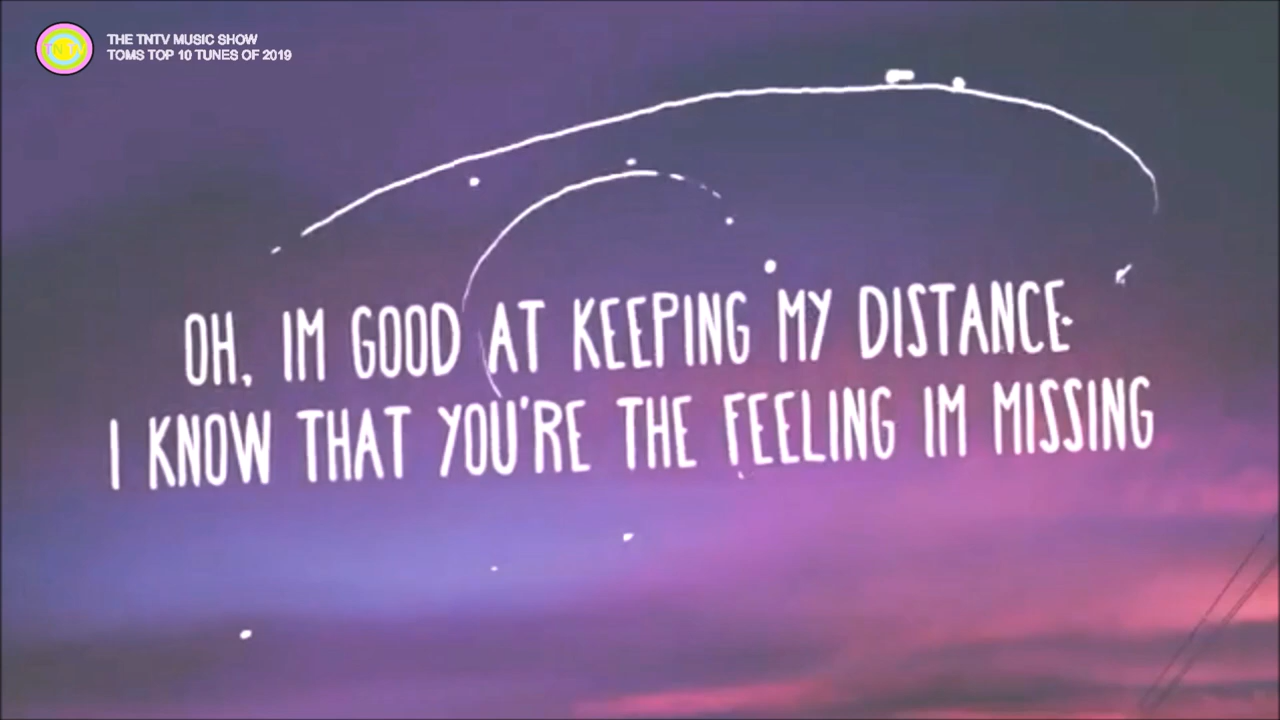 TNTV
THE TNTV MUSIC SHOW
TOMS TOP 10 TUNES OF 2019
OH, IM GOOD AT KEEPING MY DISTANCE
I KNOW THAT YOU'RE THE FEELING IM MISSING